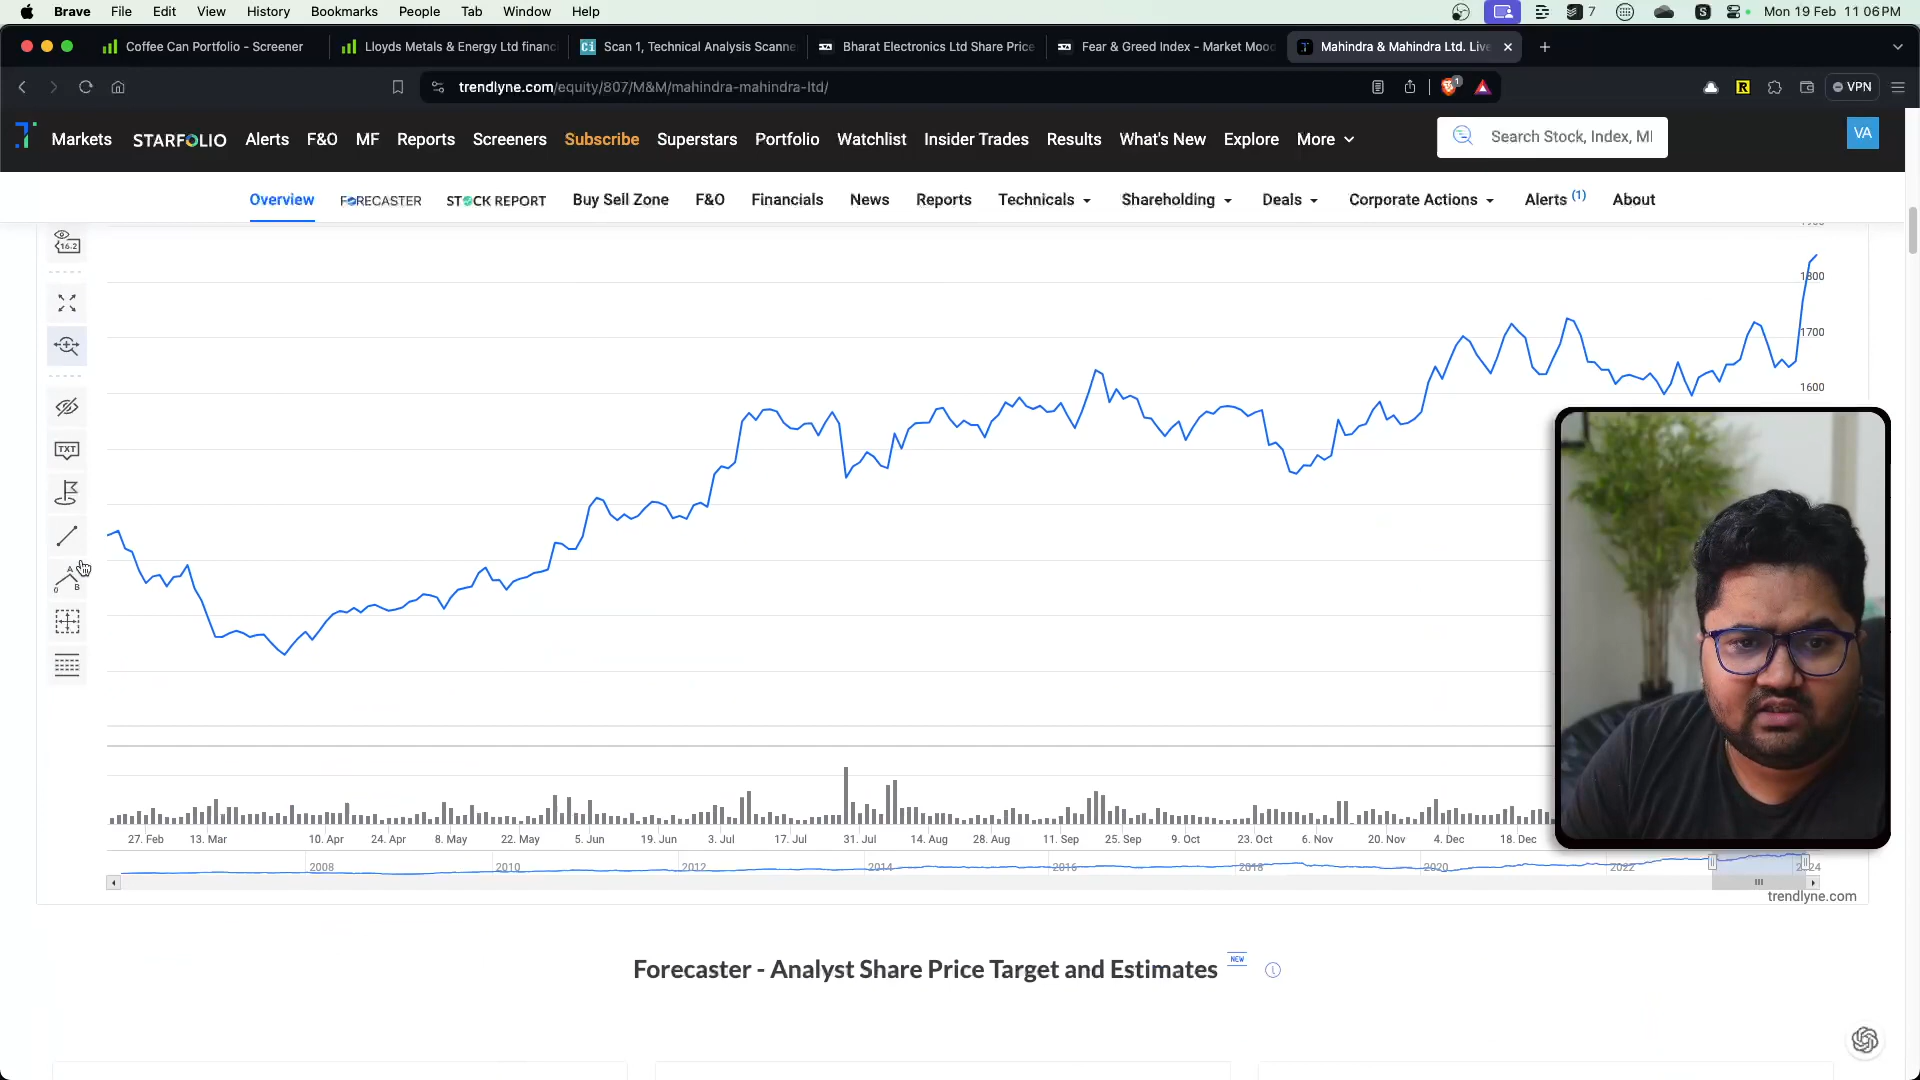 Brave File Edit View History Bookmarks People Tab Window Help 7 S Mon 19 Feb 11 06 PM
Coffee Can Portfolio - Screener
Lloyds Metals & Energy Ltd financ
Ci Scan 1, Technical Analysis Scanne
Bharat Electronics Ltd Share Price
Fear & Greed Index - Market Mood
Mahindra & Mahindra Ltd. Live
trendlyne.com/equity/807/M&M/mahindra-mahindra-ltd/
1
R
VPN
Markets STARFOLIO Alerts F&O MF Reports Screeners Subscribe Superstars Portfolio Watchlist Insider Trades Results What's New Explore More
Search Stock, Index, M
VA
Overview FORECASTER STOCK REPORT Buy Sell Zone F&O Financials News Reports Technicals Shareholding Deals Corporate Actions Alerts (1) About
16.2
1800
1700
1600
TXT
A
0 B
27. Feb 13. Mar 10. Apr 24. Apr 8. May 22. May 5. Jun 19. Jun 3. Jul 17. Jul 31. Jul 14. Aug 28. Aug 11. Sep 25. Sep 9. Oct 23. Oct 6. Nov 20. Nov 4. Dec 18. Dec
2008 2010 2012 2014 2016 2018 2020 2022
trendlyne.com
Forecaster - Analyst Share Price Target and Estimates NEW